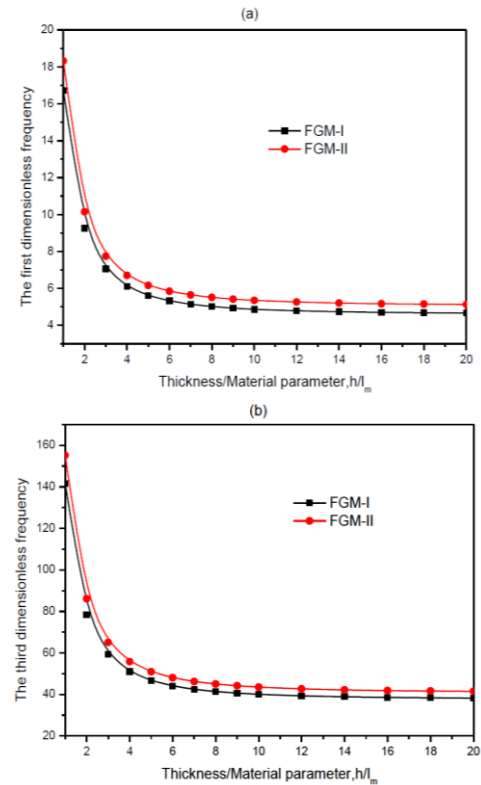 (a)
20
18
16
14
12
10
8
6
4
The first dimensionless frequency
FGM-I
FGM-II
2 4 6 8 10 12 14 16 18 20
Thickness/Material parameter,h/lm
(b)
160
140
120
100
80
60
40
20
The third dimensionless frequency
FGM-I
FGM-II
2 4 6 8 10 12 14 16 18 20
Thickness/Material parameter,h/lm